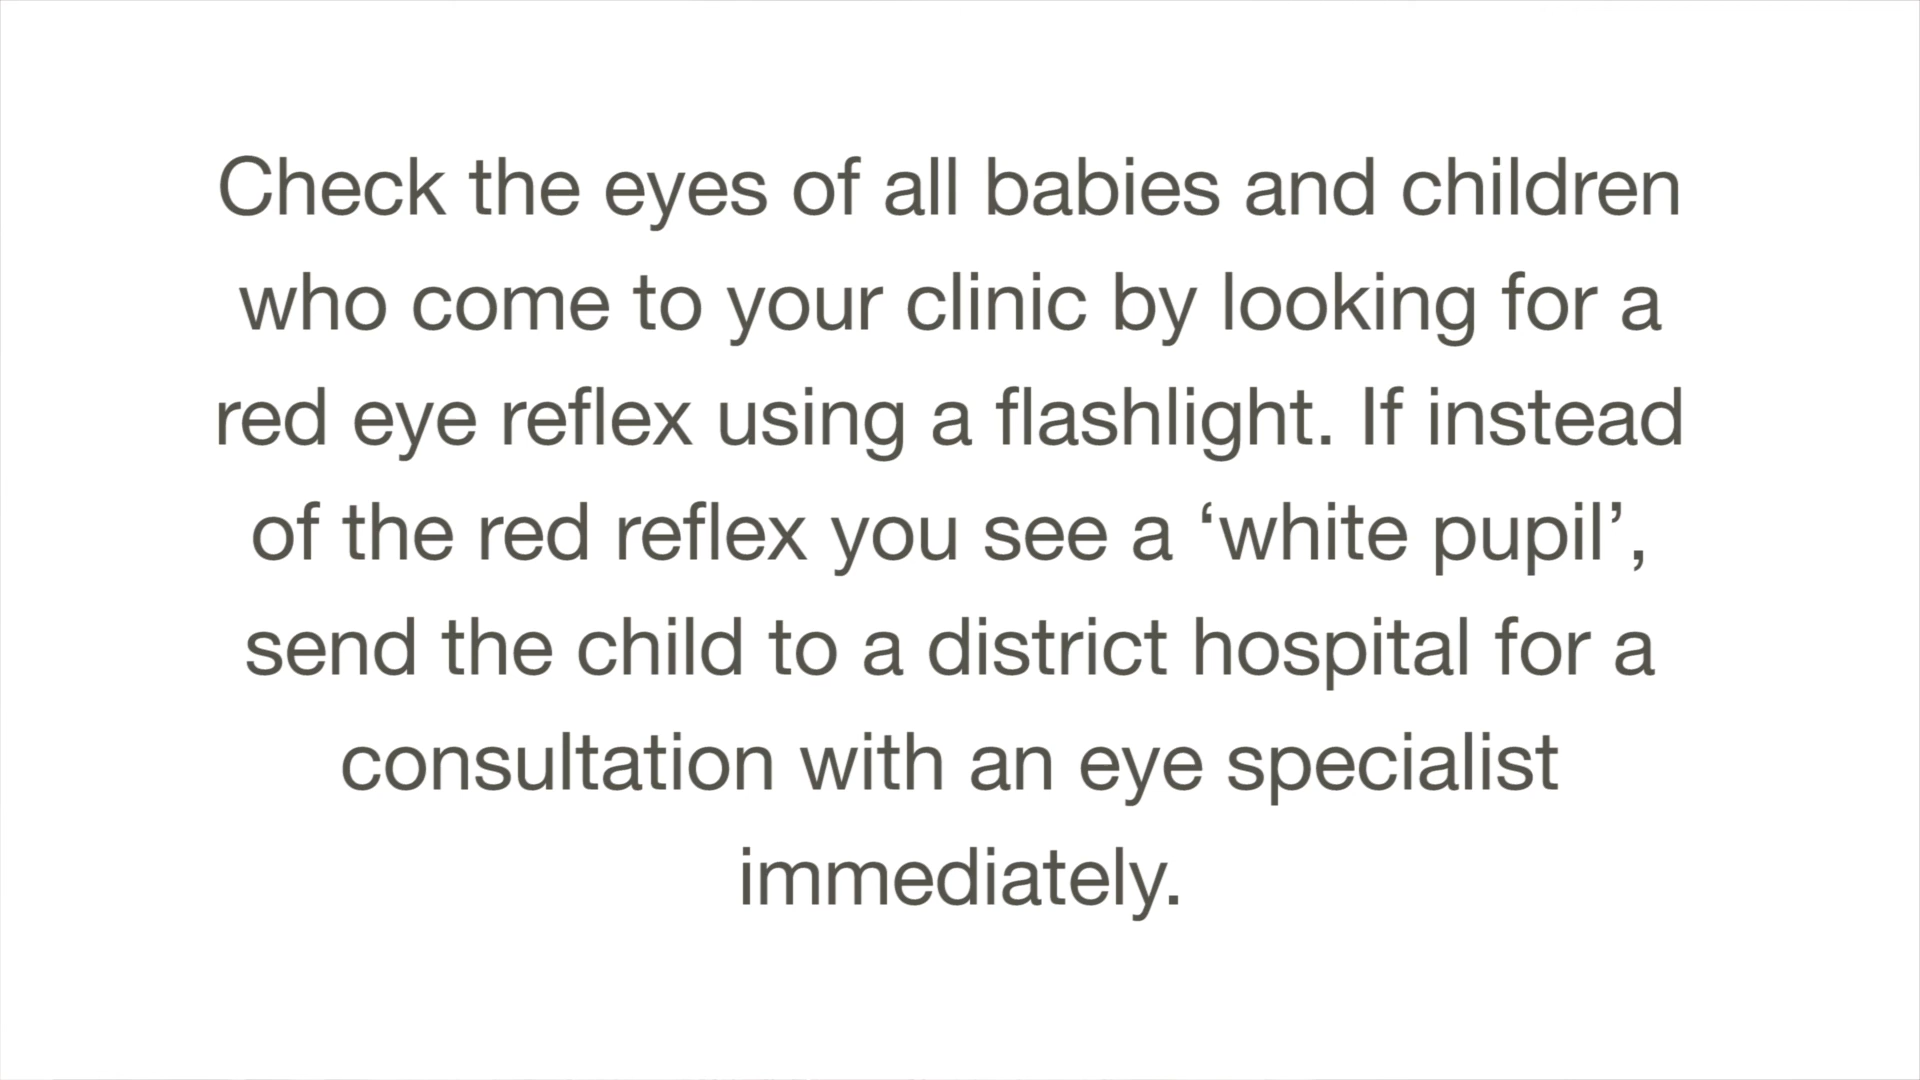 Check the eyes of all babies and children
who come to your clinic by looking for a
red eye reflex using a flashlight. If instead
of the red reflex you see a ‘white pupil’,
send the child to a district hospital for a
consultation with an eye specialist
immediately.